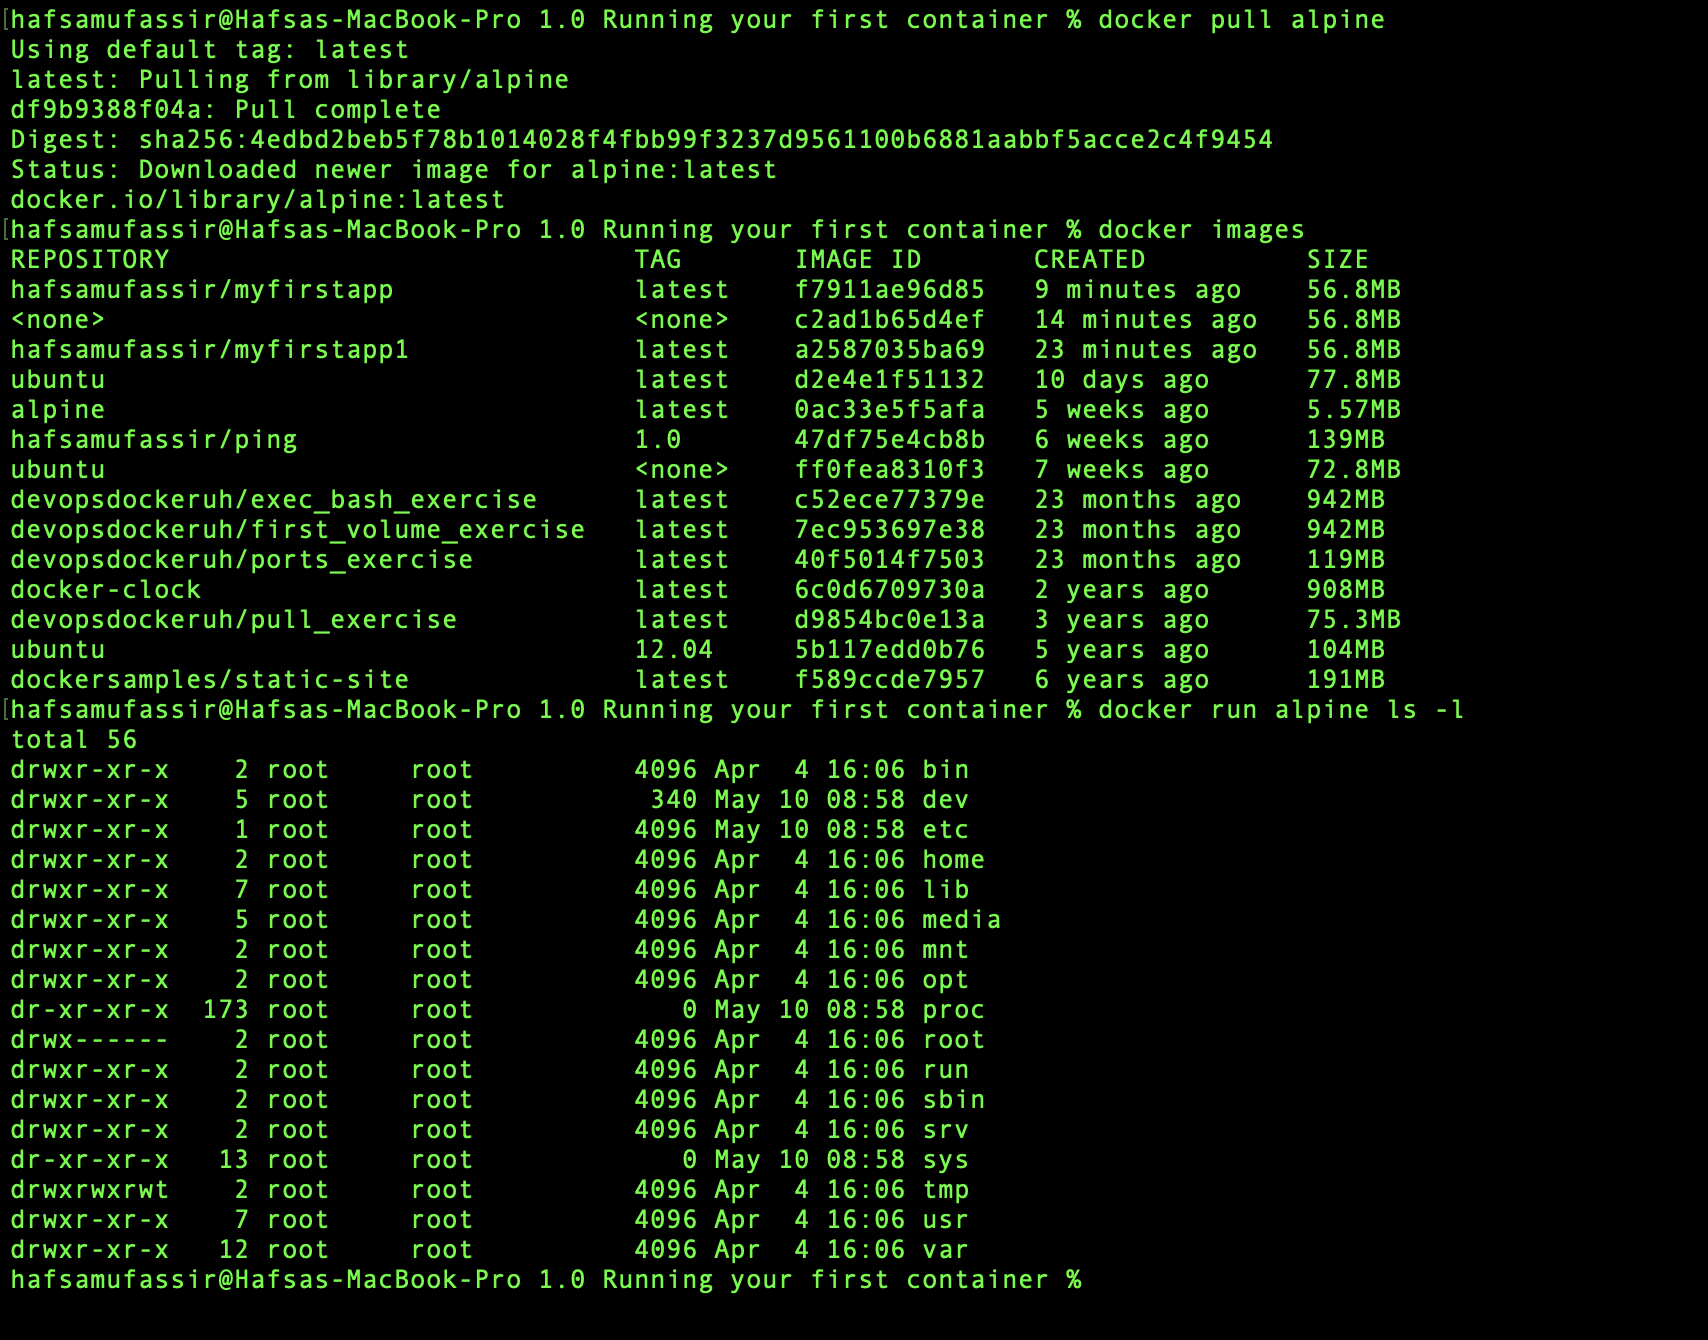 [hafsamufassir@Hafsas-MacBook-Pro 1.0 Running your first container % docker pull alpine
Using default tag: latest
latest: Pulling from library/alpine
df9b9388f04a: Pull complete
Digest: sha256:4edbd2beb5f78b1014028f4fbb99f3237d9561100b6881aabbf5acce2c4f9454
Status: Downloaded newer image for alpine:latest
docker.io/library/alpine:latest
[hafsamufassir@Hafsas-MacBook-Pro 1.0 Running your first container % docker images
REPOSITORY                             TAG       IMAGE ID       CREATED          SIZE
hafsamufassir/myfirstapp               latest    f7911ae96d85   9 minutes ago    56.8MB
<none>                                 <none>    c2ad1b65d4ef   14 minutes ago   56.8MB
hafsamufassir/myfirstapp1              latest    a2587035ba69   23 minutes ago   56.8MB
ubuntu                                 latest    d2e4e1f51132   10 days ago      77.8MB
alpine                                 latest    0ac33e5f5afa   5 weeks ago      5.57MB
hafsamufassir/ping                     1.0       47df75e4cb8b   6 weeks ago      139MB
ubuntu                                 <none>    ff0fea8310f3   7 weeks ago      72.8MB
devopsdockeruh/exec_bash_exercise      latest    c52ece77379e   23 months ago    942MB
devopsdockeruh/first_volume_exercise   latest    7ec953697e38   23 months ago    942MB
devopsdockeruh/ports_exercise          latest    40f5014f7503   23 months ago    119MB
docker-clock                           latest    6c0d6709730a   2 years ago      908MB
devopsdockeruh/pull_exercise           latest    d9854bc0e13a   3 years ago      75.3MB
ubuntu                                 12.04     5b117edd0b76   5 years ago      104MB
dockersamples/static-site              latest    f589ccde7957   6 years ago      191MB
[hafsamufassir@Hafsas-MacBook-Pro 1.0 Running your first container % docker run alpine ls -l
total 56
drwxr-xr-x    2 root     root          4096 Apr  4 16:06 bin
drwxr-xr-x    5 root     root           340 May 10 08:58 dev
drwxr-xr-x    1 root     root          4096 May 10 08:58 etc
drwxr-xr-x    2 root     root          4096 Apr  4 16:06 home
drwxr-xr-x    7 root     root          4096 Apr  4 16:06 lib
drwxr-xr-x    5 root     root          4096 Apr  4 16:06 media
drwxr-xr-x    2 root     root          4096 Apr  4 16:06 mnt
drwxr-xr-x    2 root     root          4096 Apr  4 16:06 opt
dr-xr-xr-x  173 root     root             0 May 10 08:58 proc
drwx------    2 root     root          4096 Apr  4 16:06 root
drwxr-xr-x    2 root     root          4096 Apr  4 16:06 run
drwxr-xr-x    2 root     root          4096 Apr  4 16:06 sbin
drwxr-xr-x    2 root     root          4096 Apr  4 16:06 srv
dr-xr-xr-x   13 root     root             0 May 10 08:58 sys
drwxrwxrwt    2 root     root          4096 Apr  4 16:06 tmp
drwxr-xr-x    7 root     root          4096 Apr  4 16:06 usr
drwxr-xr-x   12 root     root          4096 Apr  4 16:06 var
hafsamufassir@Hafsas-MacBook-Pro 1.0 Running your first container %